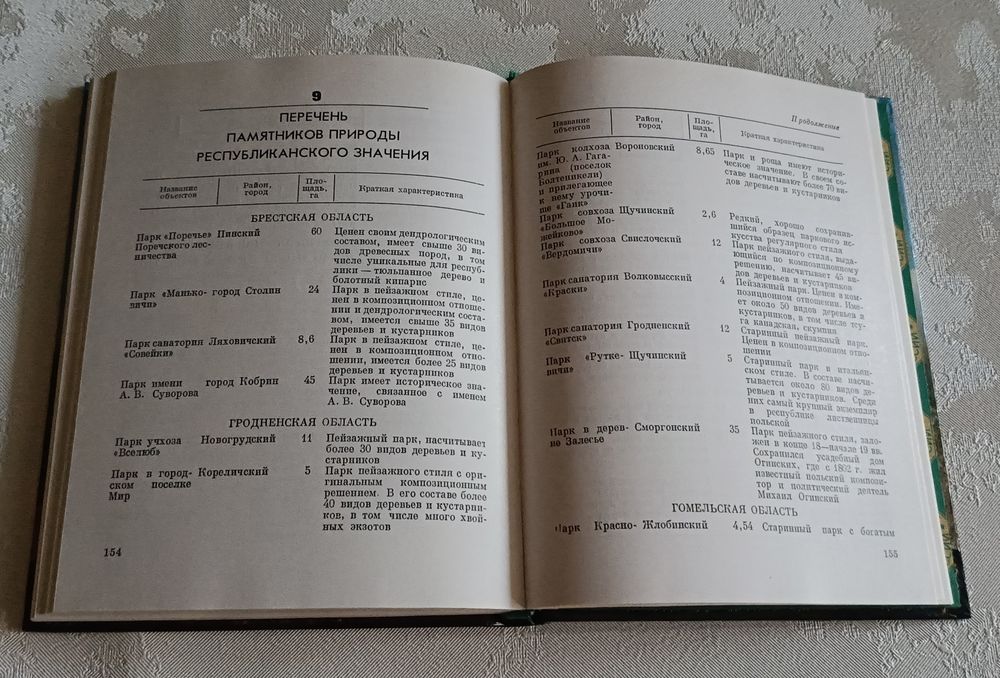 9
ПЕРЕЧЕНЬ
ПАМЯТНИКОВ ПРИРОДЫ
РЕСПУБЛИКАНСКОГО ЗНАЧЕНИЯ
Название объектов Район, город Пло-щадь, га Краткая характеристика
БРЕСТСКАЯ ОБЛАСТЬ
Парк «Поречье» Пинский 60 Ценен своим дендрологическим
Поречского лес- составом, имеет свыше 30 ви-
ничества дов древесных пород, в том
числе уникальные для респуб-
лики — тюльпанное дерево и
болотный кипарис
Парк «Манько- город Столин 24 Парк в пейзажном стиле, це-
вичи» нен в композиционном отноше-
нии и дендрологическим соста-
вом, имеется свыше 35 видов
деревьев и кустарников
Парк санатория Ляховичский 8,6 Парк в пейзажном стиле, це-
«Совейки» нен в композиционном отно-
шении, имеется более 25 видов
деревьев и кустарников
Парк имени город Кобрин 45 Парк имеет историческое зна-
А. В. Суворова чение, связанное с именем
А. В. Суворова
ГРОДНЕНСКАЯ ОБЛАСТЬ
Парк учхоза Новогрудский 11 Пейзажный парк, насчитывает
«Вселюб» более 30 видов деревьев и ку-
старников
Парк в город- Кореличский 5 Парк пейзажного стиля с ори-
ском поселке гинальным композиционным
Мир решением. В его составе более
40 видов деревьев и кустарни-
ков, в том числе много хвой-
ных экзотов
154
Продолжение
Название объектов Район, город Пло-щадь, га Краткая характеристика
Парк колхоза Вороновский 8,65 Парк и роща имеют истори-
им. Ю. А. Гага- ческое значение. В своем со-
рина (поселок ставе насчитывают более 70 ви-
Болтеникели) дов деревьев и кустарников
и прилегающее
к нему урочи-
ще «Гаик»
Парк совхоза Щучинский 2,6 Редкий, хорошо сохранив-
«Большое Мо- шийся образец паркового ис-
жейково» кусства регулярного стиля
Парк совхоза Свислочский 12 Парк пейзажного стиля, выда-
«Вердомичи» ющийся по композиционному
решению, насчитывает 45 ви-
дов деревьев и кустарников
Парк санатория Волковысский 4 Пейзажный парк. Ценен в ком-
«Краски» позиционном отношении. Име-
ет около 50 видов деревьев и
кустарников, в том числе тсу-
га канадская, скумпия
Парк санатория Гродненский 12 Старинный пейзажный парк.
«Свитск» Ценен в композиционном отно-
шении
Парк «Рутке- Щучинский 5 Старинный парк в итальян-
вичи» ском стиле. В составе насчи-
тывается около 80 видов де-
ревьев и кустарников. Среди
них самый крупный экземпляр
в республике лиственницы
польской
Парк в дерев- Сморгонский 35 Парк пейзажного стиля, зало-
не Залесье жен в конце 18—начале 19 вв.
Сохранился усадебный дом
Огинских, где с 1802 г. жил
известный польский компози-
тор и политический деятель
Михаил Огинский
ГОМЕЛЬСКАЯ ОБЛАСТЬ
Парк Красно- Жлобинский 4,54 Старинный парк с богатым
155